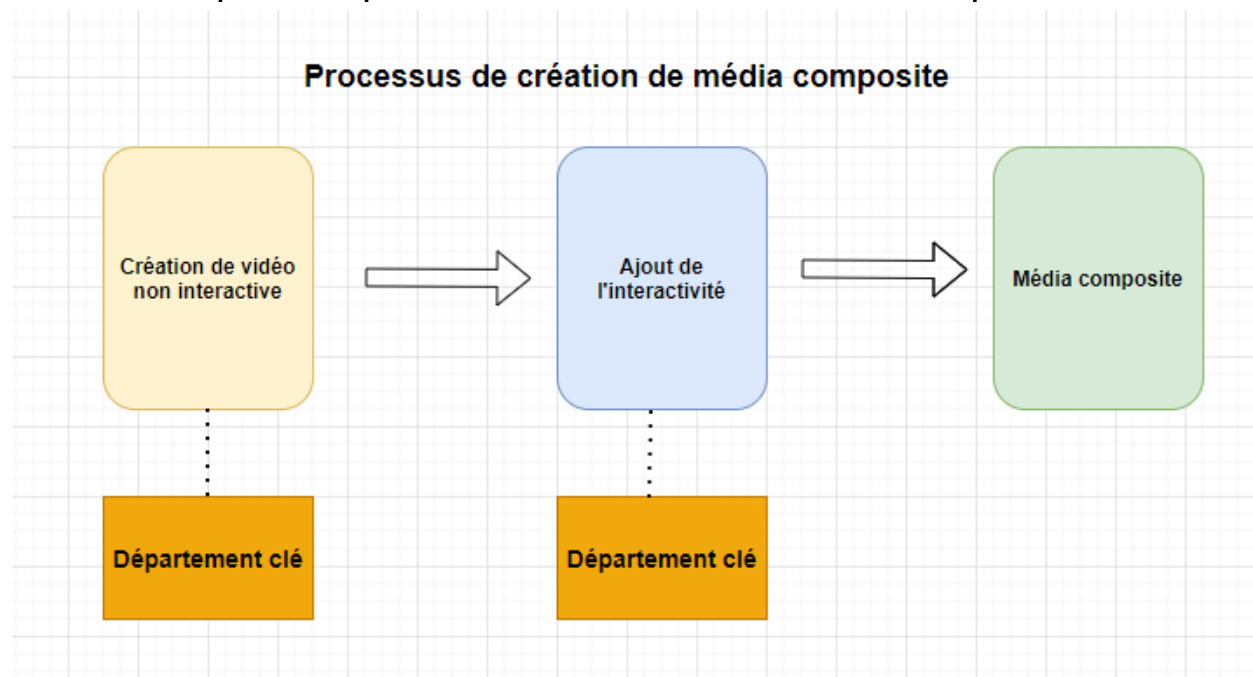 Processus de création de média composite
Création de vidéo
non interactive
Ajout de
l'interactivité
Média composite
Département clé
Département clé